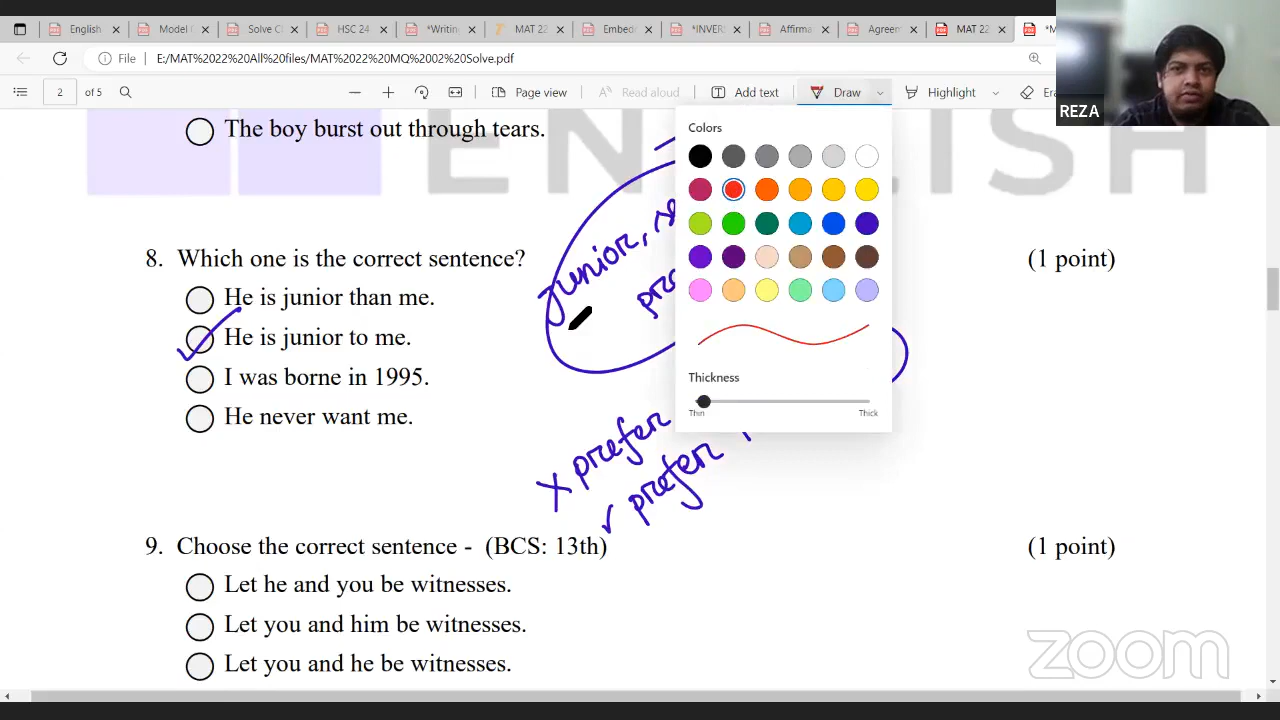 English
Model
Solve Cl
HSC 24
*Writing
MAT 22
Embedo
*INVERS
Affirma
Agreem
MAT 22
File
E:/MAT%2022%20All%20files/MAT%2022%20MQ%2002%20Solve.pdf
2 of 5
Page view
Read aloud
Add text
Draw
Highlight
REZA
The boy burst out through tears.
ENGLISH
Colors
Thickness
Thin
Thick
8. Which one is the correct sentence? (1 point)
He is junior than me.
He is junior to me.
I was borne in 1995.
He never want me.
junior,
X prefer
✓ prefer
9. Choose the correct sentence - (BCS: 13th) (1 point)
Let he and you be witnesses.
Let you and him be witnesses.
Let you and he be witnesses.
zoom